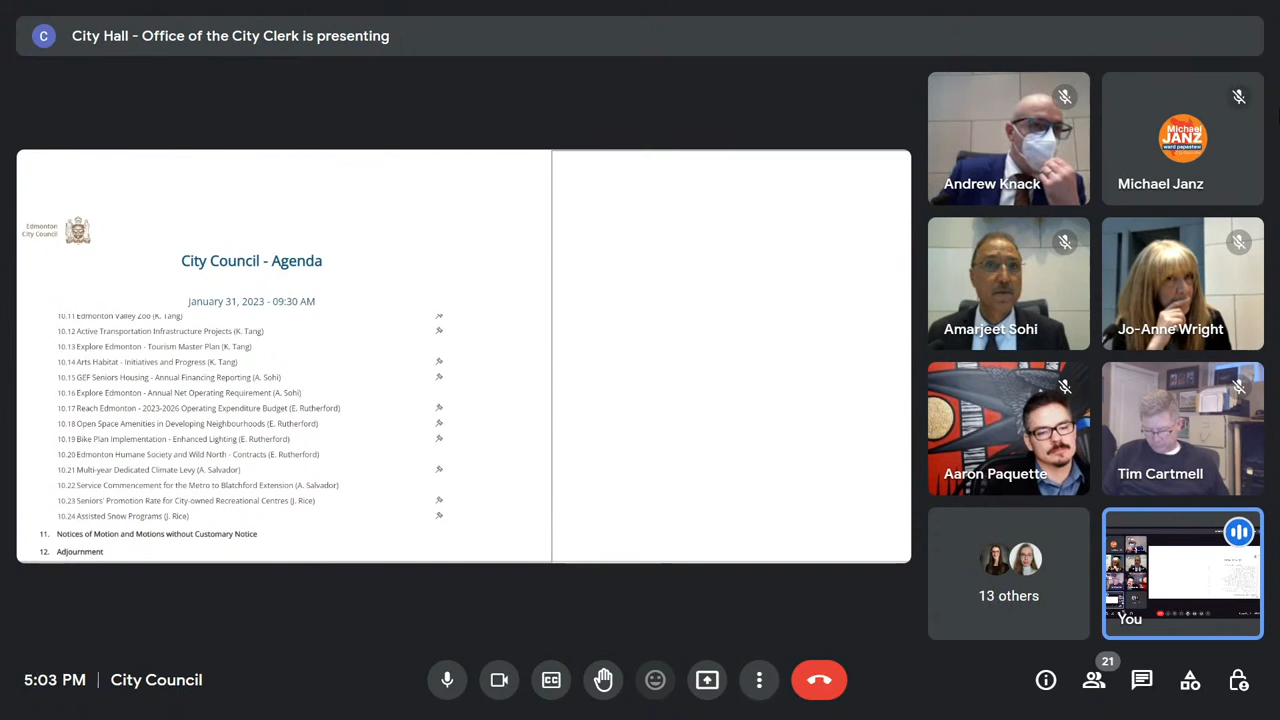 C
City Hall - Office of the City Clerk is presenting
Edmonton
City Council
City Council - Agenda
January 31, 2023 - 09:30 AM
10.11 Edmonton Valley Zoo (K. Tang)
10.12 Active Transportation Infrastructure Projects (K. Tang)
10.13 Explore Edmonton - Tourism Master Plan (K. Tang)
10.14 Arts Habitat - Initiatives and Progress (K. Tang)
10.15 GEF Seniors Housing - Annual Financing Reporting (A. Sohi)
10.16 Explore Edmonton - Annual Net Operating Requirement (A. Sohi)
10.17 Reach Edmonton - 2023-2026 Operating Expenditure Budget (E. Rutherford)
10.18 Open Space Amenities in Developing Neighbourhoods (E. Rutherford)
10.19 Bike Plan Implementation - Enhanced Lighting (E. Rutherford)
10.20 Edmonton Humane Society and Wild North - Contracts (E. Rutherford)
10.21 Multi-year Dedicated Climate Levy (A. Salvador)
10.22 Service Commencement for the Metro to Blatchford Extension (A. Salvador)
10.23 Seniors' Promotion Rate for City-owned Recreational Centres (J. Rice)
10.24 Assisted Snow Programs (J. Rice)
11. Notices of Motion and Motions without Customary Notice
12. Adjournment
Andrew Knack
Michael
JANZ
ward papastew
Michael Janz
Amarjeet Sohi
Jo-Anne Wright
Aaron Paquette
Tim Cartmell
13 others
You
5:03 PM | City Council
CC
21